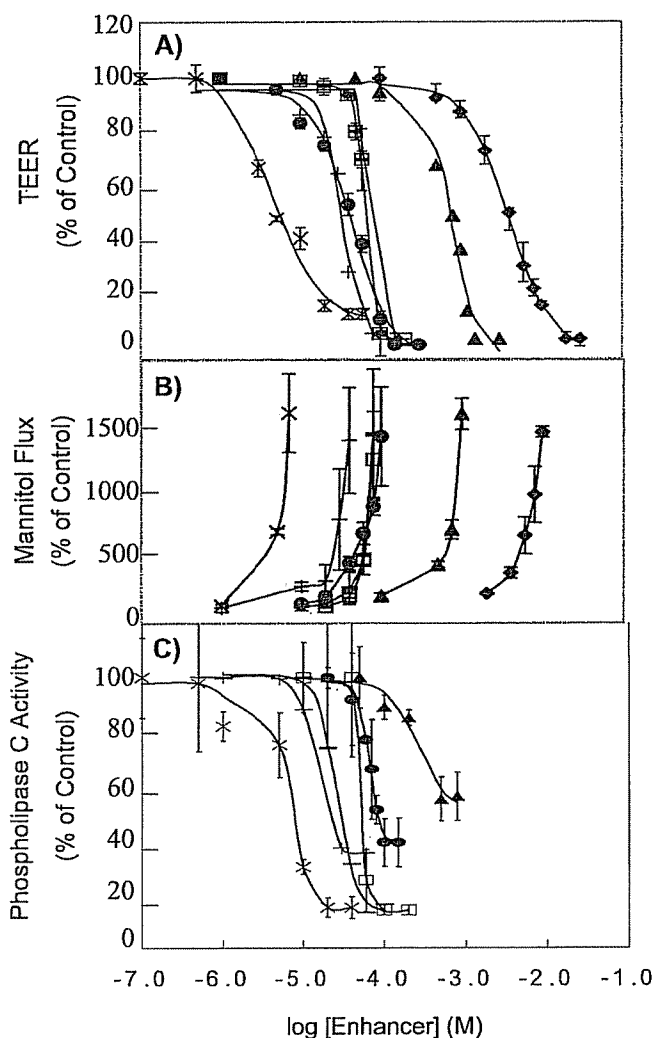 A)
120
100
80
60
40
20
0
TEER
(% of Control)
B)
1500
1000
500
0
Mannitol Flux
(% of Control)
C)
100
80
60
40
20
0
Phospholipase C Activity
(% of Control)
-7.0 -6.0 -5.0 -4.0 -3.0 -2.0 -1.0
log [Enhancer] (M)